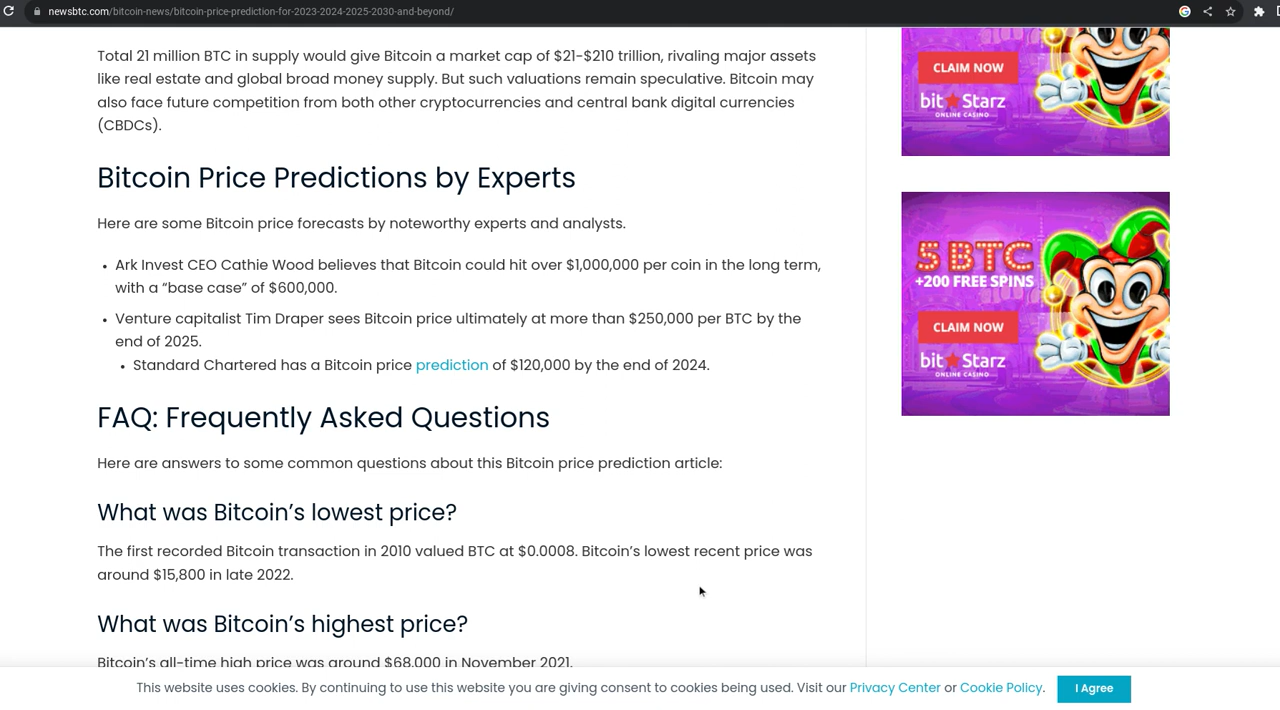 newsbtc.com/bitcoin-news/bitcoin-price-prediction-for-2023-2024-2025-2030-and-beyond/
Total 21 million BTC in supply would give Bitcoin a market cap of $21-$210 trillion, rivaling major assets
like real estate and global broad money supply. But such valuations remain speculative. Bitcoin may
also face future competition from both other cryptocurrencies and central bank digital currencies
(CBDCs).
Bitcoin Price Predictions by Experts
Here are some Bitcoin price forecasts by noteworthy experts and analysts.
• Ark Invest CEO Cathie Wood believes that Bitcoin could hit over $1,000,000 per coin in the long term,
with a “base case” of $600,000.
• Venture capitalist Tim Draper sees Bitcoin price ultimately at more than $250,000 per BTC by the
end of 2025.
• Standard Chartered has a Bitcoin price prediction of $120,000 by the end of 2024.
FAQ: Frequently Asked Questions
Here are answers to some common questions about this Bitcoin price prediction article:
What was Bitcoin’s lowest price?
The first recorded Bitcoin transaction in 2010 valued BTC at $0.0008. Bitcoin’s lowest recent price was
around $15,800 in late 2022.
What was Bitcoin’s highest price?
Bitcoin’s all-time high price was around $68,000 in November 2021.
CLAIM NOW
bitStarz
ONLINE CASINO
5 BTC
+200 FREE SPINS
CLAIM NOW
bitStarz
ONLINE CASINO
This website uses cookies. By continuing to use this website you are giving consent to cookies being used. Visit our Privacy Center or Cookie Policy.
I Agree